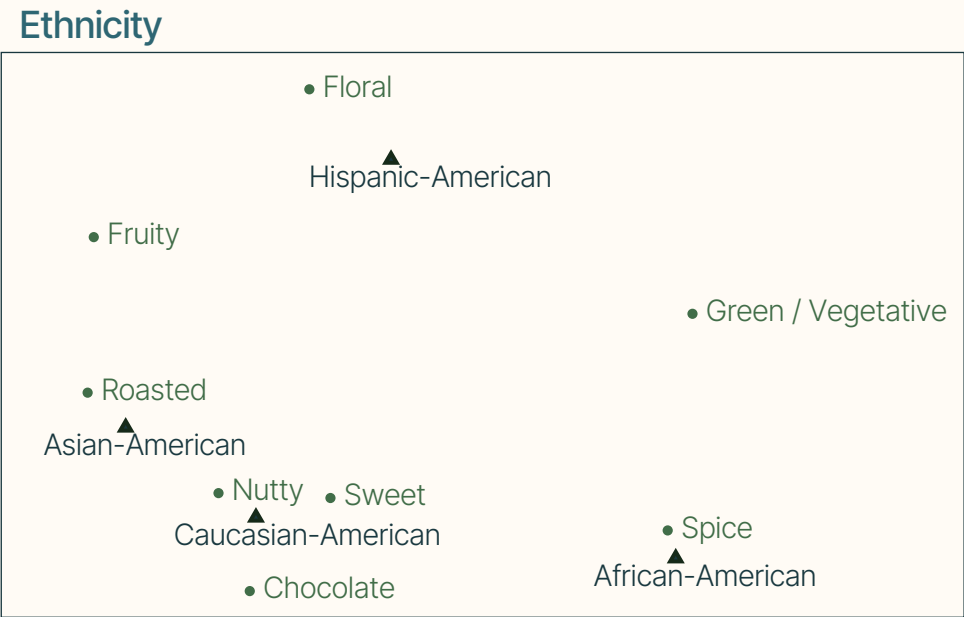 Ethnicity
Floral
Hispanic-American
Fruity
Green / Vegetative
Roasted
Asian-American
Nutty
Sweet
Caucasian-American
Spice
African-American
Chocolate